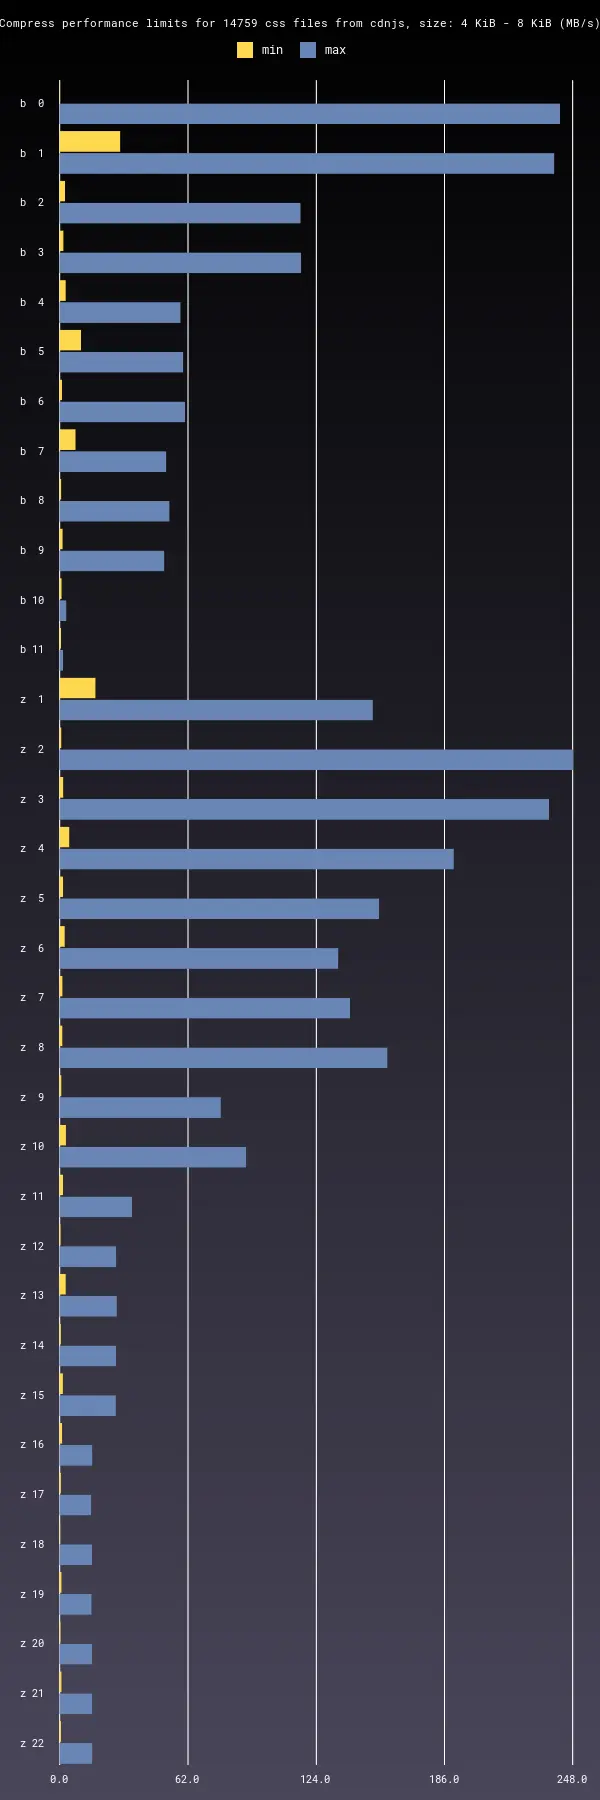 Compress performance limits for 14759 css files from cdnjs, size: 4 KiB - 8 KiB (MB/s)
min max
b 0
b 1
b 2
b 3
b 4
b 5
b 6
b 7
b 8
b 9
b 10
b 11
z 1
z 2
z 3
z 4
z 5
z 6
z 7
z 8
z 9
z 10
z 11
z 12
z 13
z 14
z 15
z 16
z 17
z 18
z 19
z 20
z 21
z 22
0.0 62.0 124.0 186.0 248.0